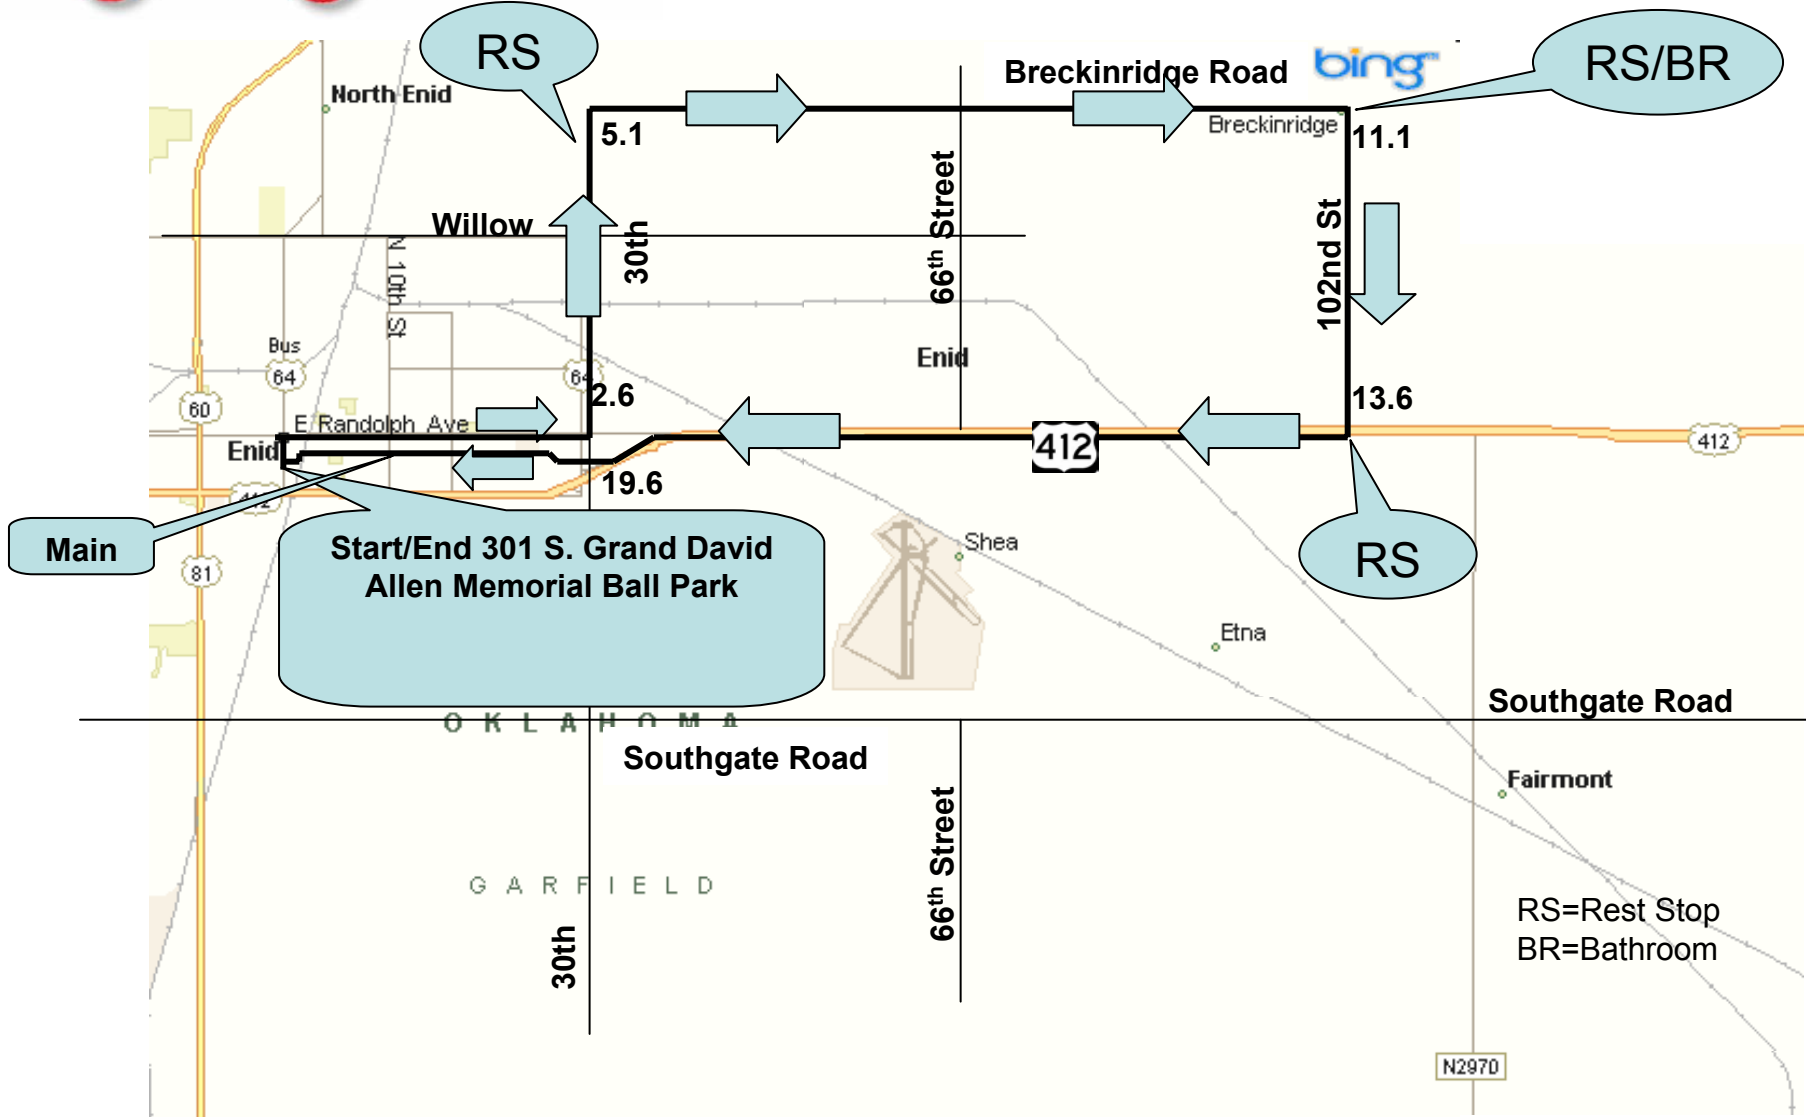 RS
Breckinridge Road
bing™
RS/BR
North Enid
5.1
Breckinridge
11.1
Willow
N 10th St
30th
66th Street
102nd St
Bus
64
Enid
64
2.6
13.6
60
E Randolph Ave
Enid
412
412
19.6
412
Main
Start/End 301 S. Grand David
Allen Memorial Ball Park
Shea
RS
81
Etna
Southgate Road
OKLAHOMA
Southgate Road
Fairmont
66th Street
GARFIELD
30th
RS=Rest Stop
BR=Bathroom
N2970